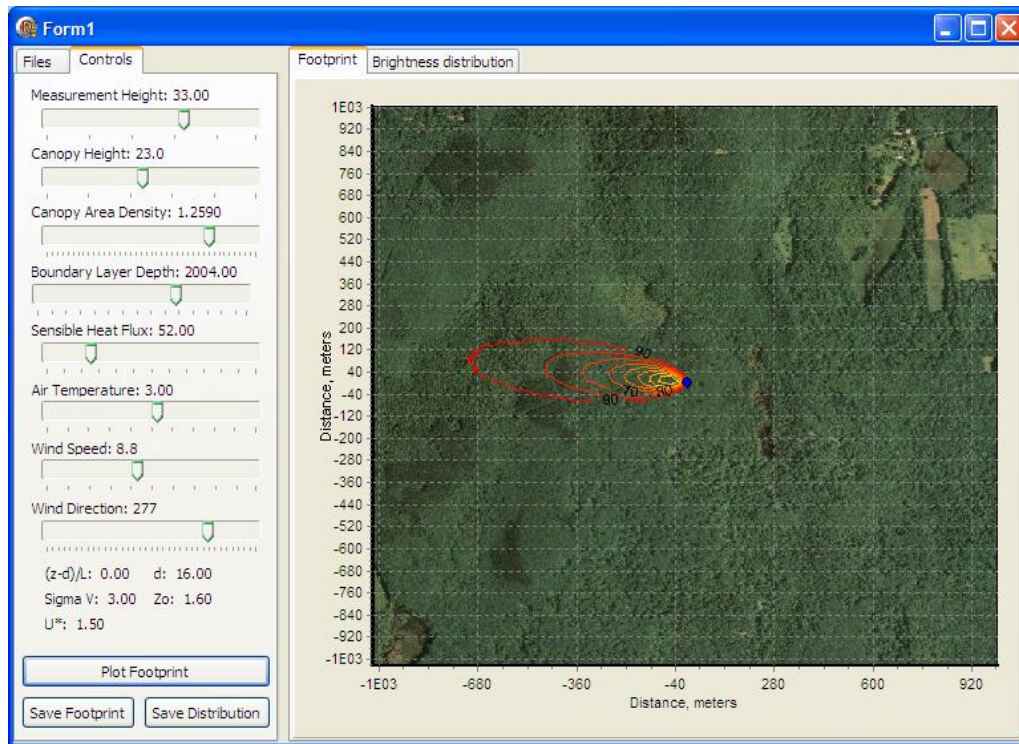 Form1
Files Controls
Measurement Height: 33.00
Canopy Height: 23.0
Canopy Area Density: 1.2590
Boundary Layer Depth: 2004.00
Sensible Heat Flux: 52.00
Air Temperature: 3.00
Wind Speed: 8.8
Wind Direction: 277
(z-d)/L: 0.00 d: 16.00
Sigma V: 3.00 Zo: 1.60
U*: 1.50
Plot Footprint
Save Footprint Save Distribution
Footprint Brightness distribution
1E03
920
840
760
680
600
520
440
360
280
200
120
40
-40
-120
-200
-280
-360
-440
-520
-600
-680
-760
-840
-920
-1E03
Distance, meters
90
90 70 30
-1E03 -680 -360 -40 280 600 920
Distance, meters